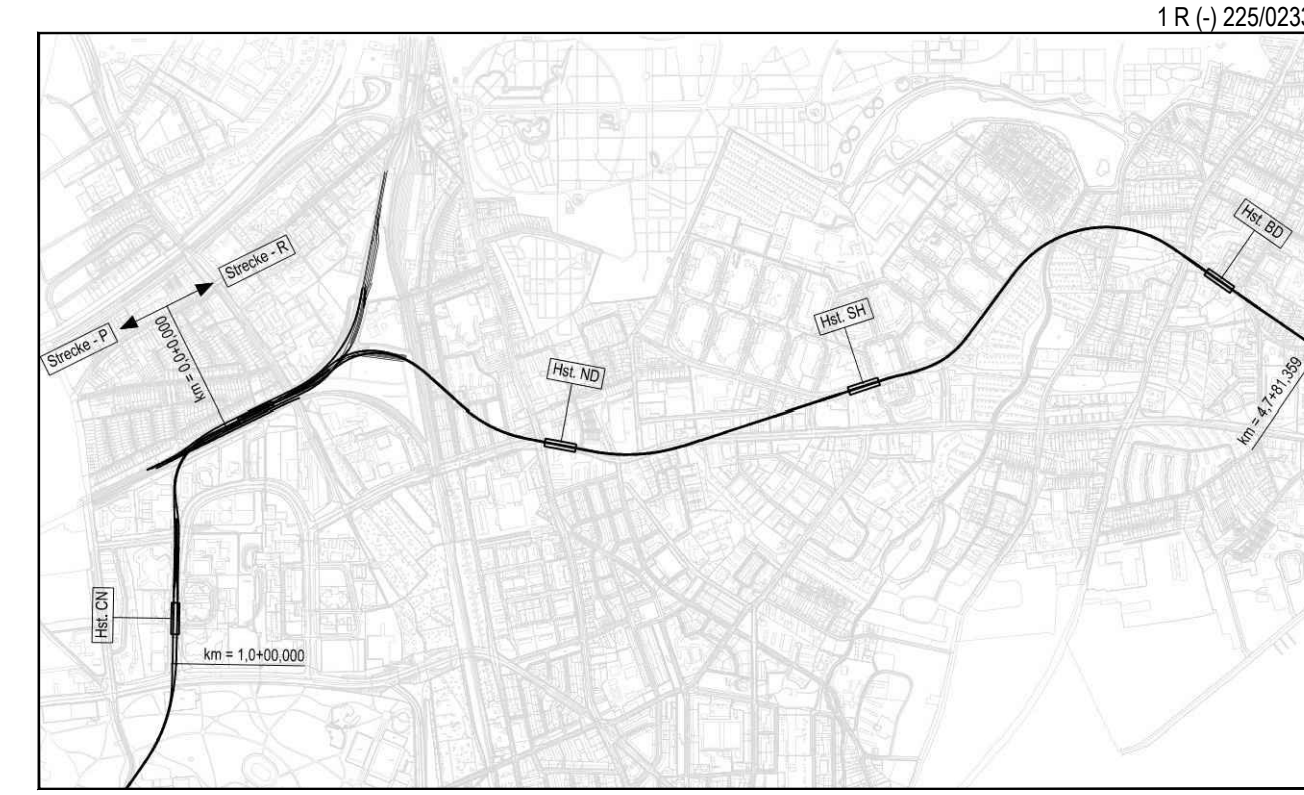 1 R (-) 225/0233
Hst. BD
Strecke - R
Strecke - P
km = 0,0+0,000
Hst. SH
Hst. ND
km = 4,7+81,359
Hst. CN
km = 1,0+00,000